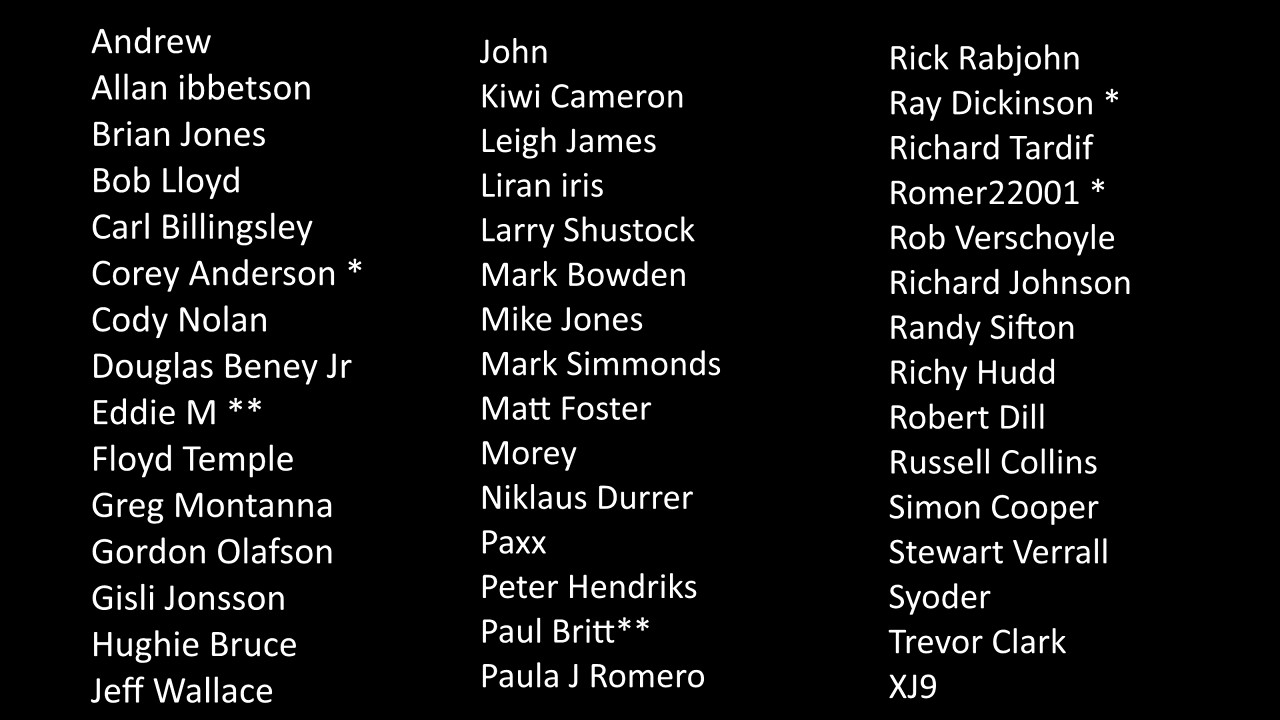 Andrew
Allan ibbetson
Brian Jones
Bob Lloyd
Carl Billingsley
Corey Anderson *
Cody Nolan
Douglas Beney Jr
Eddie M **
Floyd Temple
Greg Montanna
Gordon Olafson
Gisli Jonsson
Hughie Bruce
Jeff Wallace
John
Kiwi Cameron
Leigh James
Liran iris
Larry Shustock
Mark Bowden
Mike Jones
Mark Simmonds
Matt Foster
Morey
Niklaus Durrer
Paxx
Peter Hendriks
Paul Britt**
Paula J Romero
Rick Rabjohn
Ray Dickinson *
Richard Tardif
Romer22001 *
Rob Verschoyle
Richard Johnson
Randy Sifton
Richy Hudd
Robert Dill
Russell Collins
Simon Cooper
Stewart Verrall
Syoder
Trevor Clark
XJ9